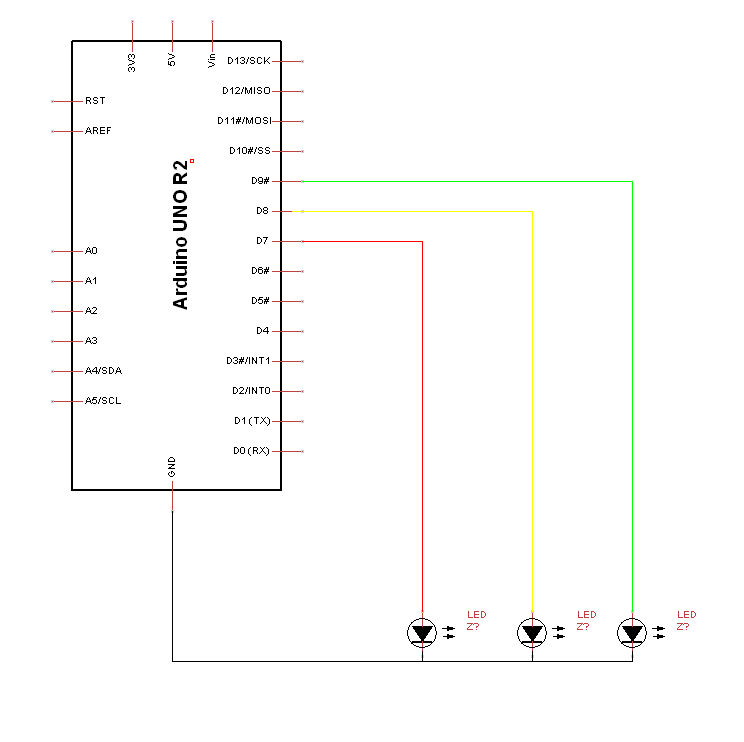 3V3
5V
Vin
RST
AREF
A0
A1
A2
A3
A4/SDA
A5/SCL
Arduino UNO R2
D13/SCK
D12/MISO
D11#/MOSI
D10#/SS
D9#
D8
D7
D6#
D5#
D4
D3#/INT1
D2/INT0
D1(TX)
D0(RX)
GND
LED
Z?
LED
Z?
LED
Z?